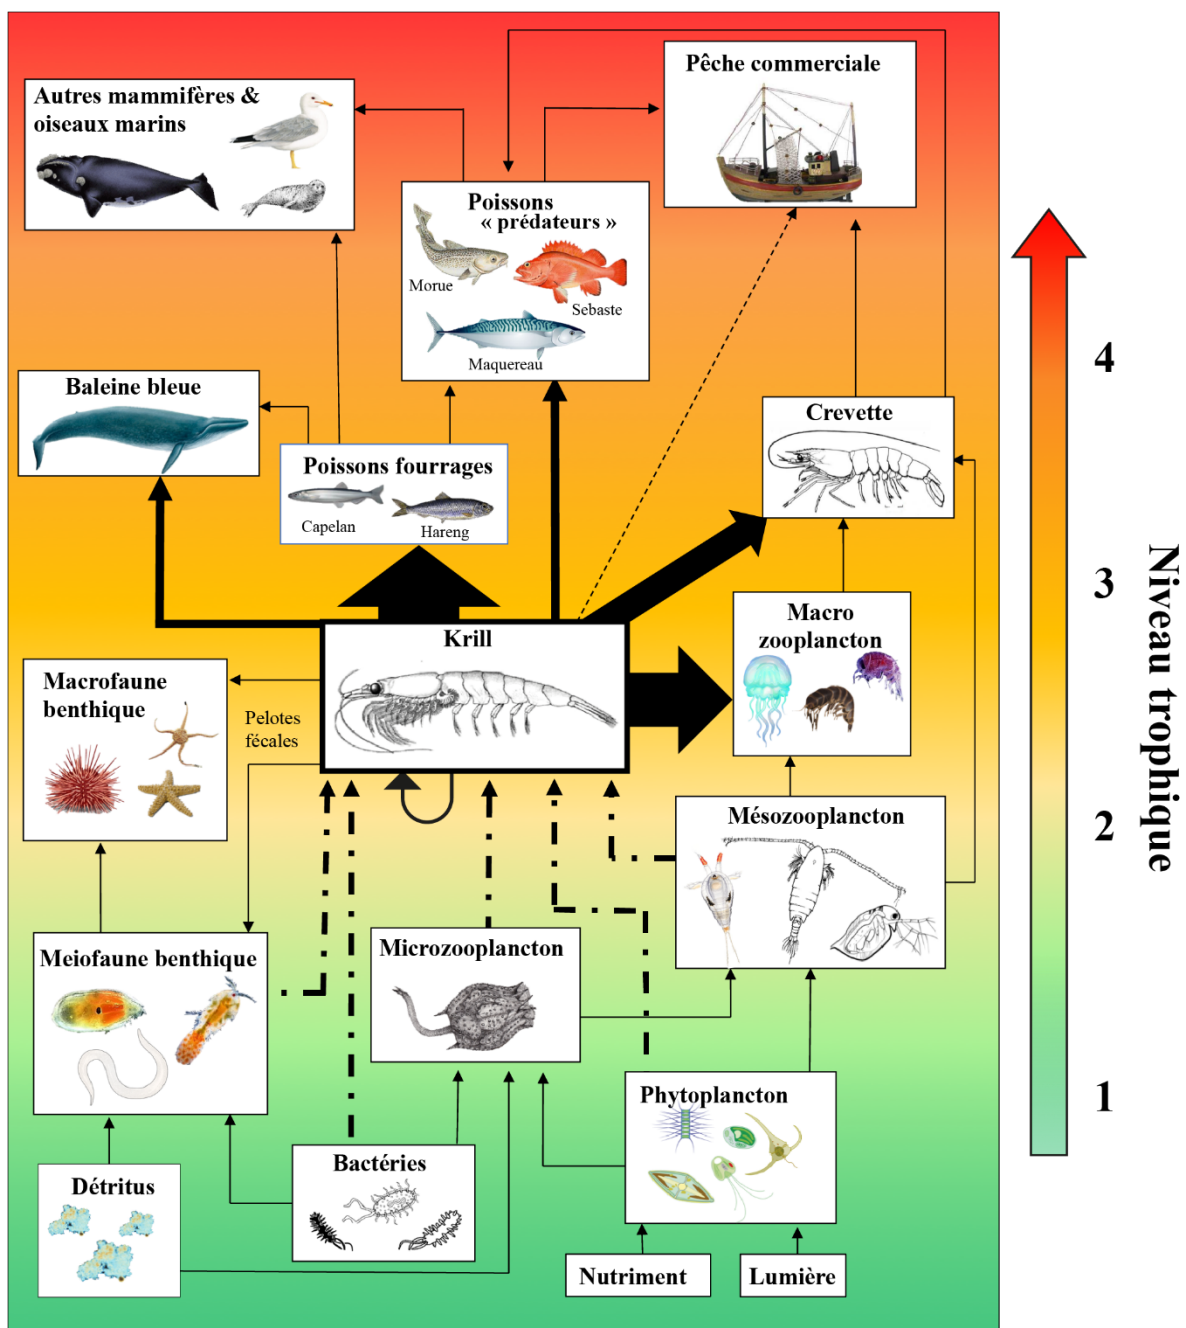 Pêche commerciale
Autres mammifères &
oiseaux marins
Poissons
« prédateurs »
Morue
Sebaste
Maquereau
Baleine bleue
Poissons fourrages
Capelan
Hareng
Crevette
Krill
Macro
zooplancton
Macrofaune
benthique
Pelotes
fécales
Mésozooplancton
Meiofaune benthique
Microzooplancton
Phytoplancton
Bactéries
Détritus
Nutriment
Lumière
4
3
2
1
Niveau trophique